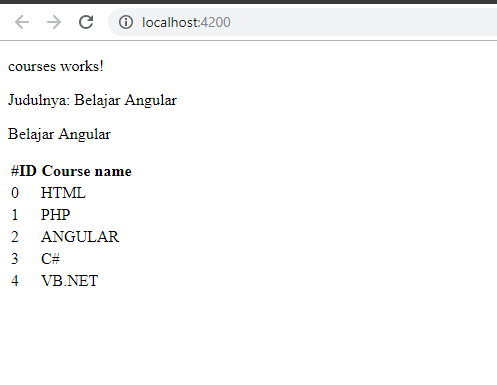 localhost:4200
courses works!
Judulnya: Belajar Angular
Belajar Angular
#ID Course name
0 HTML
1 PHP
2 ANGULAR
3 C#
4 VB.NET